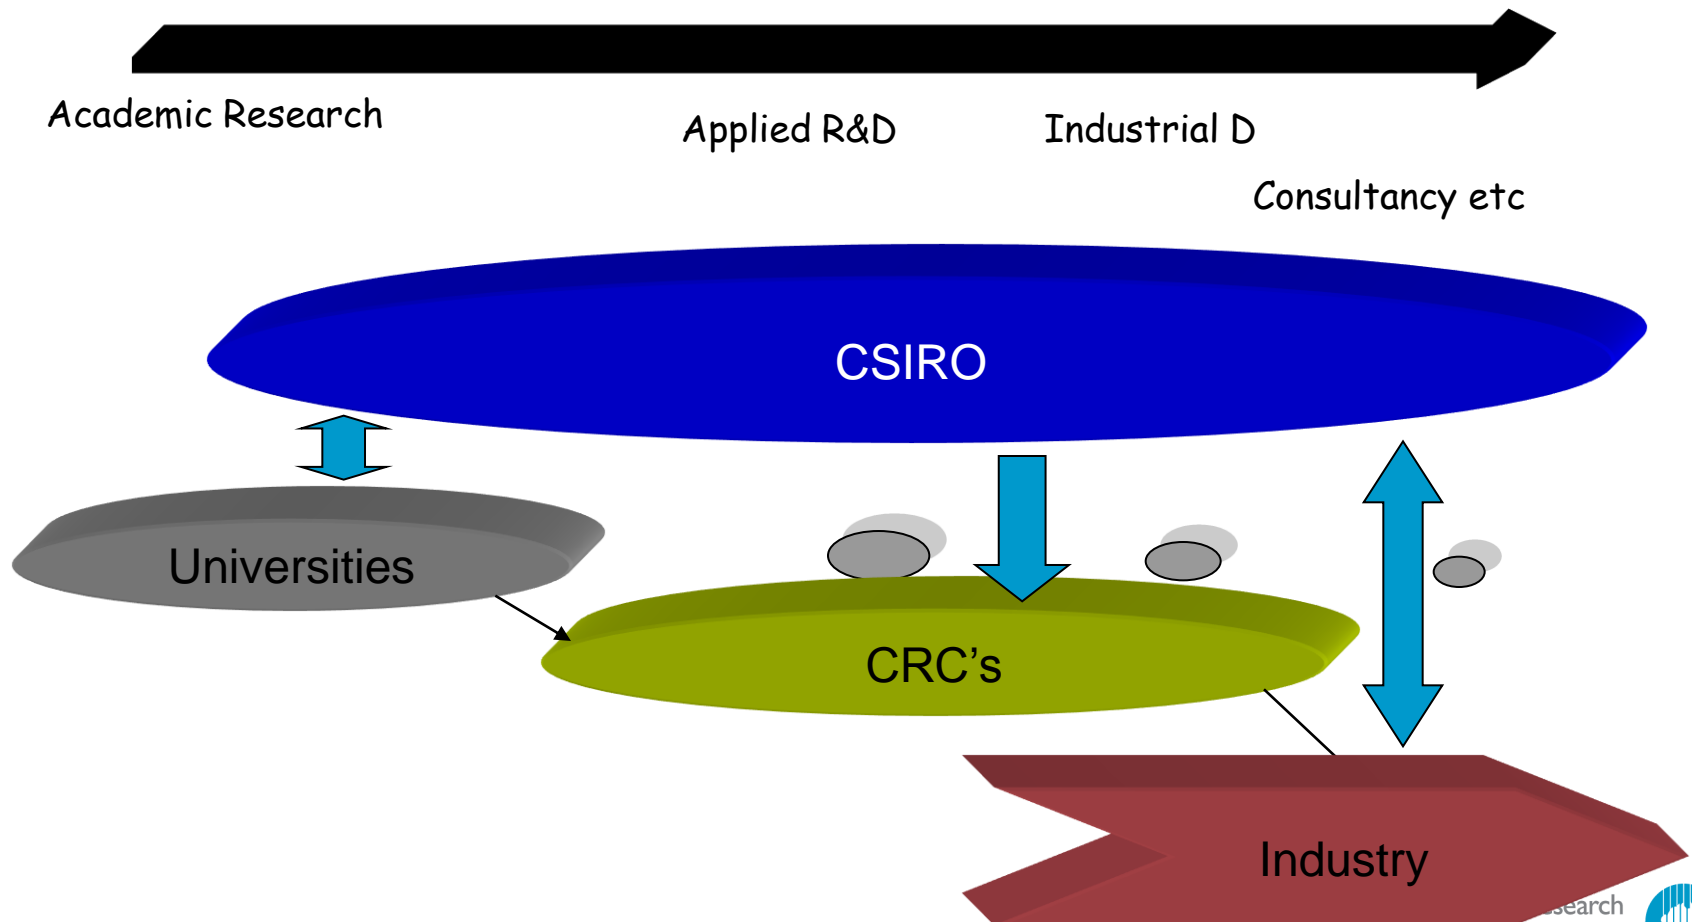 Academic Research
Applied R&D
Industrial D
Consultancy etc
CSIRO
Universities
CRC's
Industry